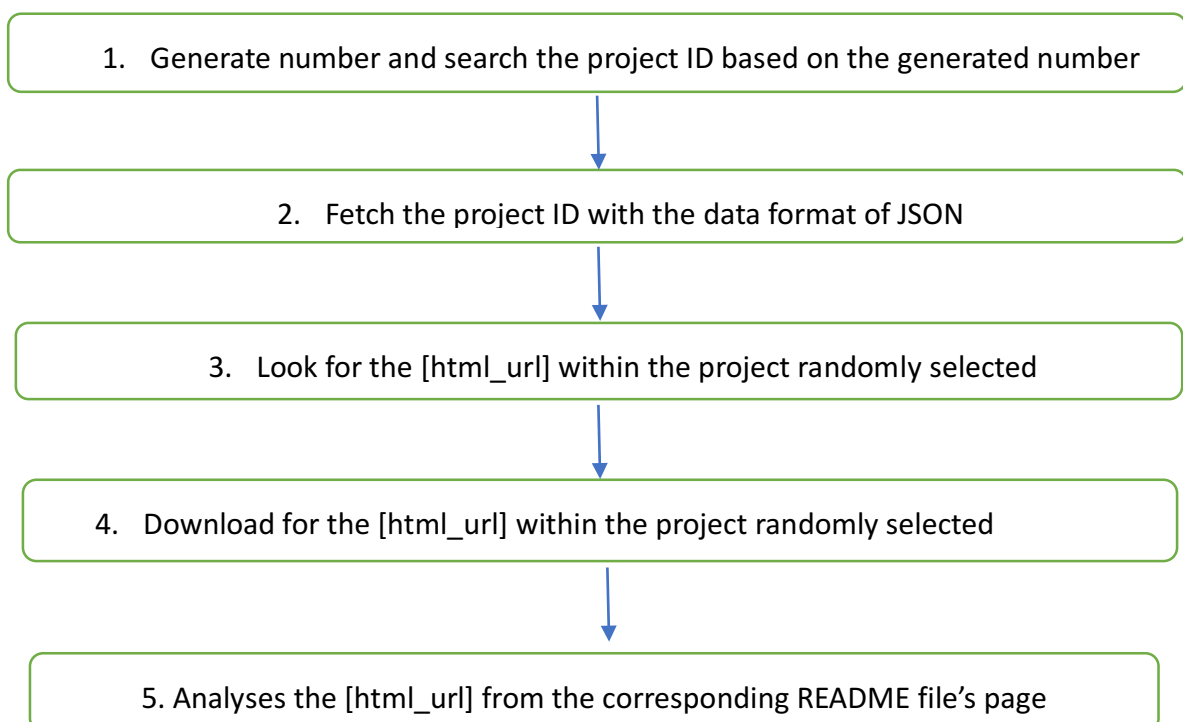 1. Generate number and search the project ID based on the generated number
2. Fetch the project ID with the data format of JSON
3. Look for the [html_url] within the project randomly selected
4. Download for the [html_url] within the project randomly selected
5. Analyses the [html_url] from the corresponding README file’s page